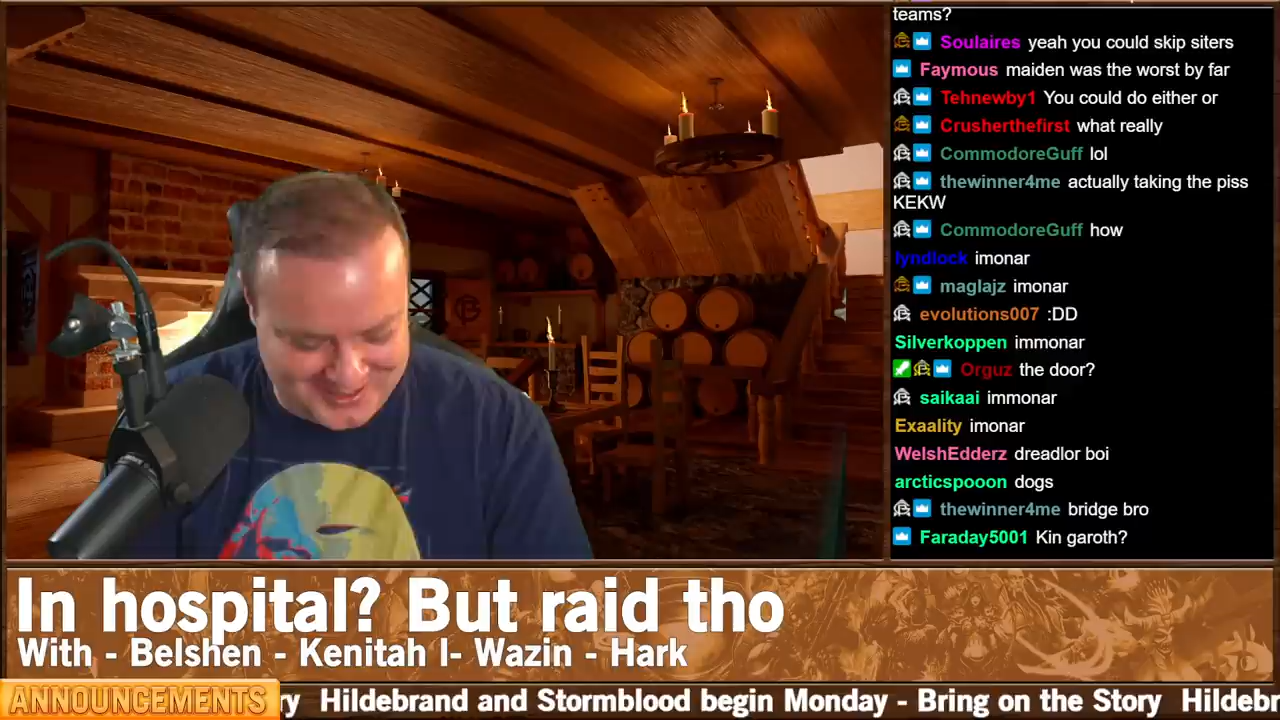 teams?
Soulaires yeah you could skip siters
Faymous maiden was the worst by far
Tehnewby1 You could do either or
Crusherthefirst what really
CommodoreGuff lol
thewinner4me actually taking the piss
KEKW
CommodoreGuff how
lyndlock imonar
maglajz imonar
evolutions007 :DD
Silverkoppen immonar
Orguz the door?
saikaai immonar
Exaality imonar
WelshEdderz dreadlor boi
arcticspooon dogs
thewinner4me bridge bro
Faraday5001 Kin garoth?
In hospital? But raid tho
With - Belshen - Kenitah I- Wazin - Hark
ANNOUNCEMENTS ry Hildebrand and Stormblood begin Monday - Bring on the Story Hildebr